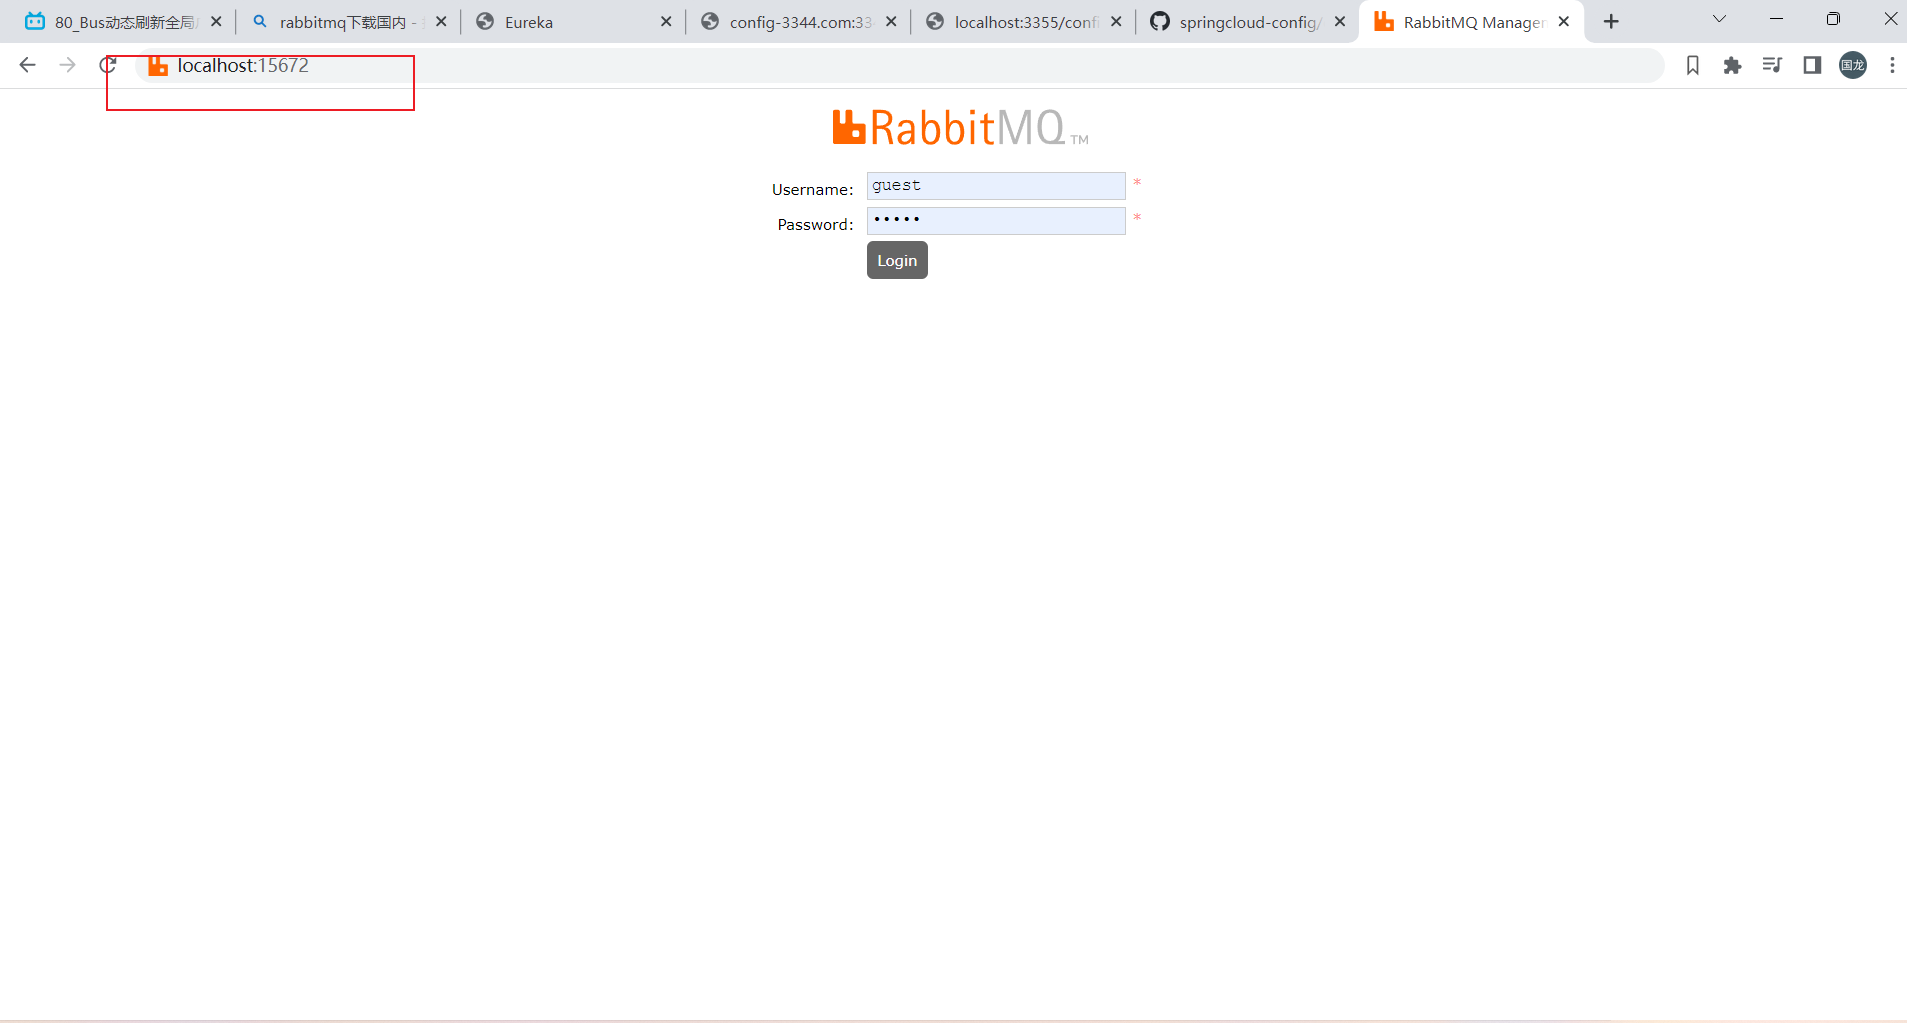 80_Bus动态刷新全局
rabbitmq下载国内 -
Eureka
config-3344.com:334
localhost:3355/confi
springcloud-config/
RabbitMQ Manager
localhost:15672
国龙
RabbitMQ TM
Username: guest *
Password: ••••• *
Login